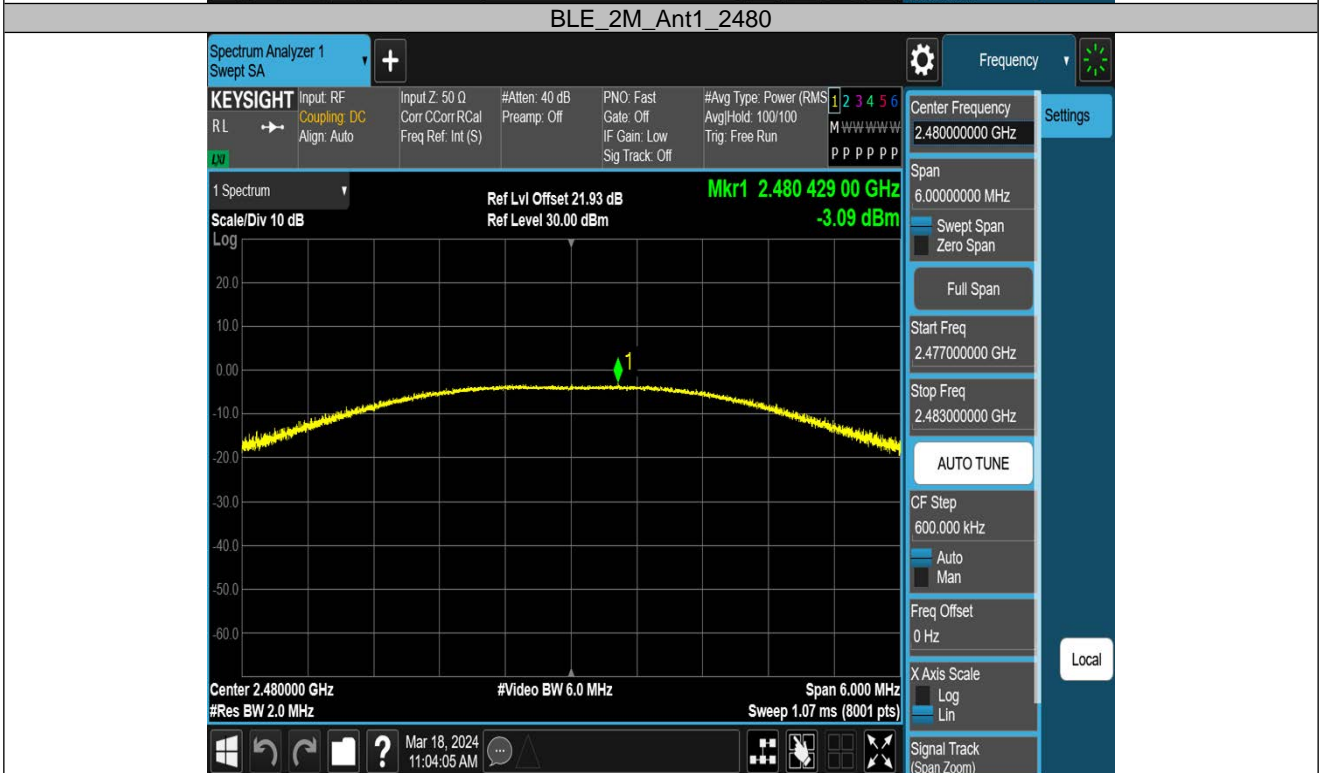 BLE_2M_Ant1_2480
Spectrum Analyzer 1
Swept SA
+
Frequency
KEYSIGHT
RL
LXI
Input: RF
Coupling: DC
Align: Auto
Input Z: 50 Ω
Corr CCorr RCal
Freq Ref: Int (S)
#Atten: 40 dB
Preamp: Off
PNO: Fast
Gate: Off
IF Gain: Low
Sig Track: Off
#Avg Type: Power (RMS
Avg|Hold: 100/100
Trig: Free Run
1 2 3 4 5 6
M W W W W W
P P P P P P
1 Spectrum
Scale/Div 10 dB
Log
Ref Lvl Offset 21.93 dB
Ref Level 30.00 dBm
Mkr1 2.480 429 00 GHz
-3.09 dBm
20.0
10.0
0.00
-10.0
-20.0
-30.0
-40.0
-50.0
-60.0
1
Center 2.480000 GHz
#Res BW 2.0 MHz
#Video BW 6.0 MHz
Span 6.000 MHz
Sweep 1.07 ms (8001 pts)
Center Frequency
2.480000000 GHz
Settings
Span
6.00000000 MHz
Swept Span
Zero Span
Full Span
Start Freq
2.477000000 GHz
Stop Freq
2.483000000 GHz
AUTO TUNE
CF Step
600.000 kHz
Auto
Man
Freq Offset
0 Hz
X Axis Scale
Log
Lin
Local
Signal Track
(Span Zoom)
?
Mar 18, 2024
11:04:05 AM